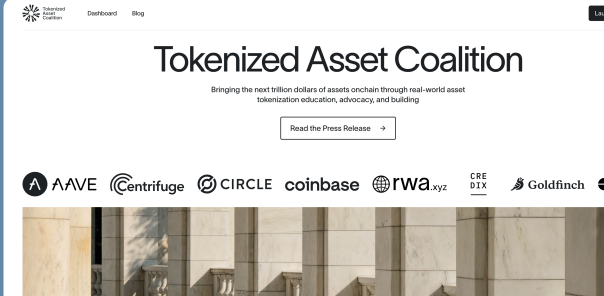 Tokenized
Asset
Coalition
Dashboard
Blog
Lau
Tokenized Asset Coalition
Bringing the next trillion dollars of assets onchain through real-world asset
tokenization education, advocacy, and building
Read the Press Release →
AAVE
Centrifuge
CIRCLE
coinbase
rwa.xyz
CRE
DIX
Goldfinch